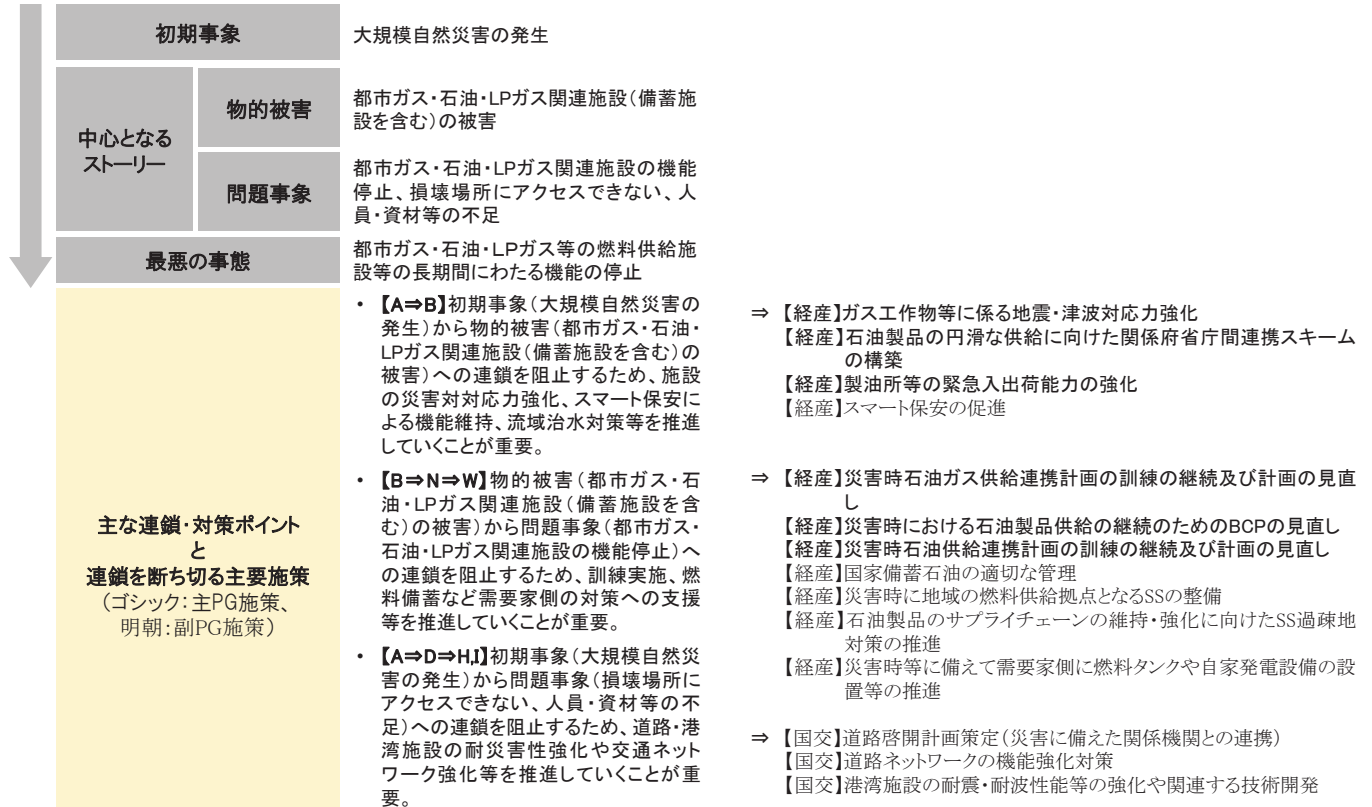 初期事象
大規模自然災害の発生
中心となる
ストーリー
物的被害
都市ガス・石油・LPガス関連施設（備蓄施
設を含む）の被害
問題事象
都市ガス・石油・LPガス関連施設の機能
停止、損壊場所にアクセスできない、人
員・資材等の不足
最悪の事態
都市ガス・石油・ＬＰガス等の燃料供給施
設等の長期間にわたる機能の停止
主な連鎖・対策ポイント
と
連鎖を断ち切る主要施策
（ゴシック：主PG施策、
明朝：副PG施策）
・【A⇒B】初期事象（大規模自然災害の
発生）から物的被害（都市ガス・石油・
LPガス関連施設（備蓄施設を含む）の
被害）への連鎖を阻止するため、施設
の災害対対応力強化、スマート保安に
よる機能維持、流域治水対策等を推進
していくことが重要。
⇒ 【経産】ガス工作物等に係る地震・津波対応力強化
【経産】石油製品の円滑な供給に向けた関係府省庁間連携スキーム
の構築
【経産】製油所等の緊急入出荷能力の強化
【経産】スマート保安の促進
・【B⇒N⇒W】物的被害（都市ガス・石
油・LPガス関連施設（備蓄施設を含
む）の被害）から問題事象（都市ガス・
石油・LPガス関連施設の機能停止）へ
の連鎖を阻止するため、訓練実施、燃
料備蓄など需要家側の対策への支援
等を推進していくことが重要。
⇒ 【経産】災害時石油ガス供給連携計画の訓練の継続及び計画の見直
し
【経産】災害時における石油製品供給の継続のためのBCPの見直し
【経産】災害時石油供給連携計画の訓練の継続及び計画の見直し
【経産】国家備蓄石油の適切な管理
【経産】災害時に地域の燃料供給拠点となるSSの整備
【経産】石油製品のサプライチェーンの維持・強化に向けたSS過疎地
対策の推進
【経産】災害時等に備えて需要家側に燃料タンクや自家発電設備の設
置等の推進
・【A⇒D⇒H,I】初期事象（大規模自然災
害の発生）から問題事象（損壊場所に
アクセスできない、人員・資材等の不
足）への連鎖を阻止するため、道路・港
湾施設の耐災害性強化や交通ネット
ワーク強化等を推進していくことが重
要。
⇒ 【国交】道路啓開計画策定（災害に備えた関係機関との連携）
【国交】道路ネットワークの機能強化対策
【国交】港湾施設の耐震・耐波性能等の強化や関連する技術開発